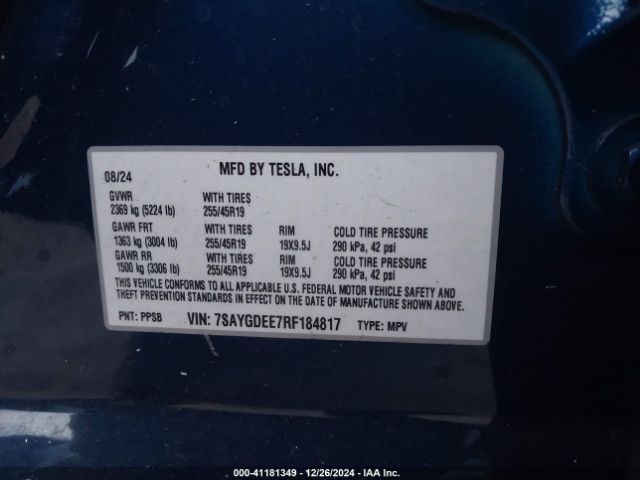 08/24 MFD BY TESLA, INC.
GVWR WITH TIRES
2369 kg (5224 lb) 255/45R19
GAWR FRT WITH TIRES RIM COLD TIRE PRESSURE
1363 kg (3004 lb) 255/45R19 19X9.5J 290 kPa, 42 psi
GAWR RR WITH TIRES RIM COLD TIRE PRESSURE
1500 kg (3306 lb) 255/45R19 19X9.5J 290 kPa, 42 psi
THIS VEHICLE CONFORMS TO ALL APPLICABLE U.S. FEDERAL MOTOR VEHICLE SAFETY AND
THEFT PREVENTION STANDARDS IN EFFECT ON THE DATE OF MANUFACTURE SHOWN ABOVE.
PNT: PPSB VIN: 7SAYGDEE7RF184817 TYPE: MPV
000-41181349 - 12/26/2024 - IAA Inc.